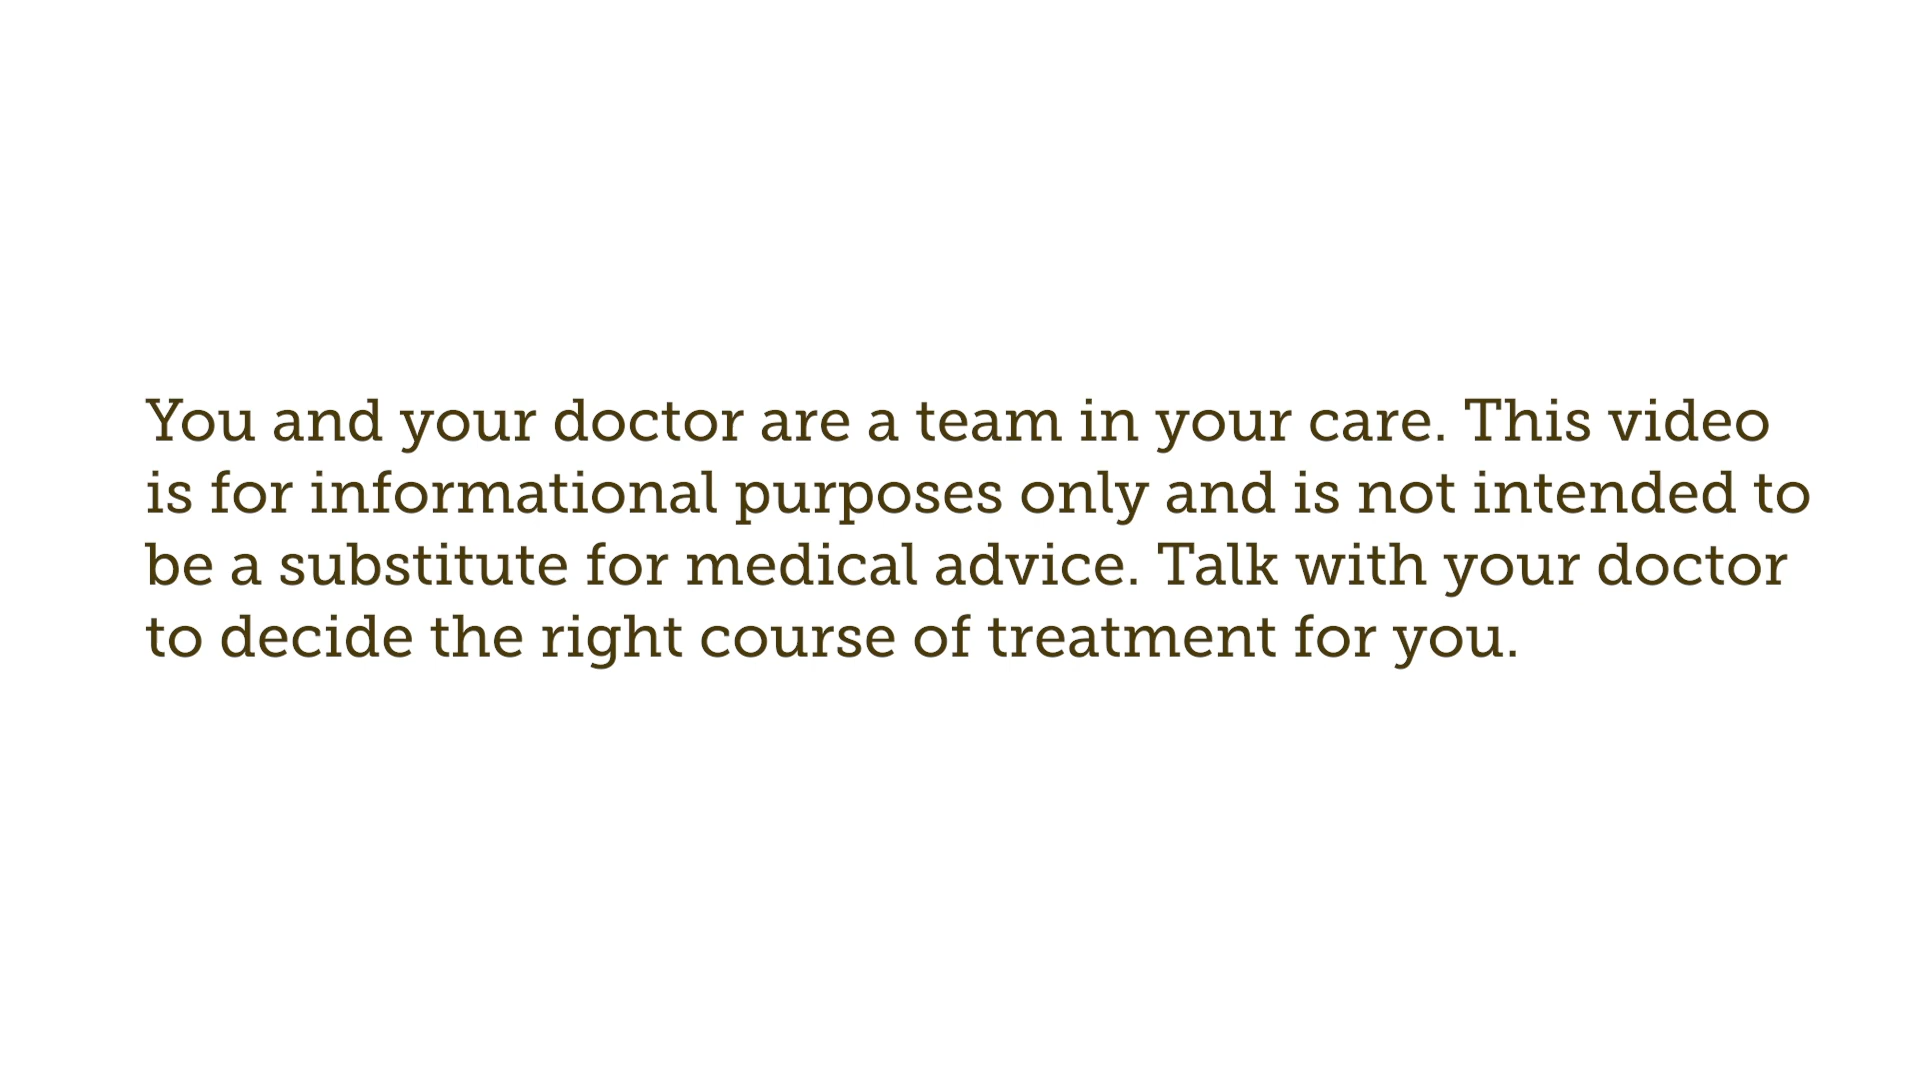 You and your doctor are a team in your care. This video
is for informational purposes only and is not intended to
be a substitute for medical advice. Talk with your doctor
to decide the right course of treatment for you.